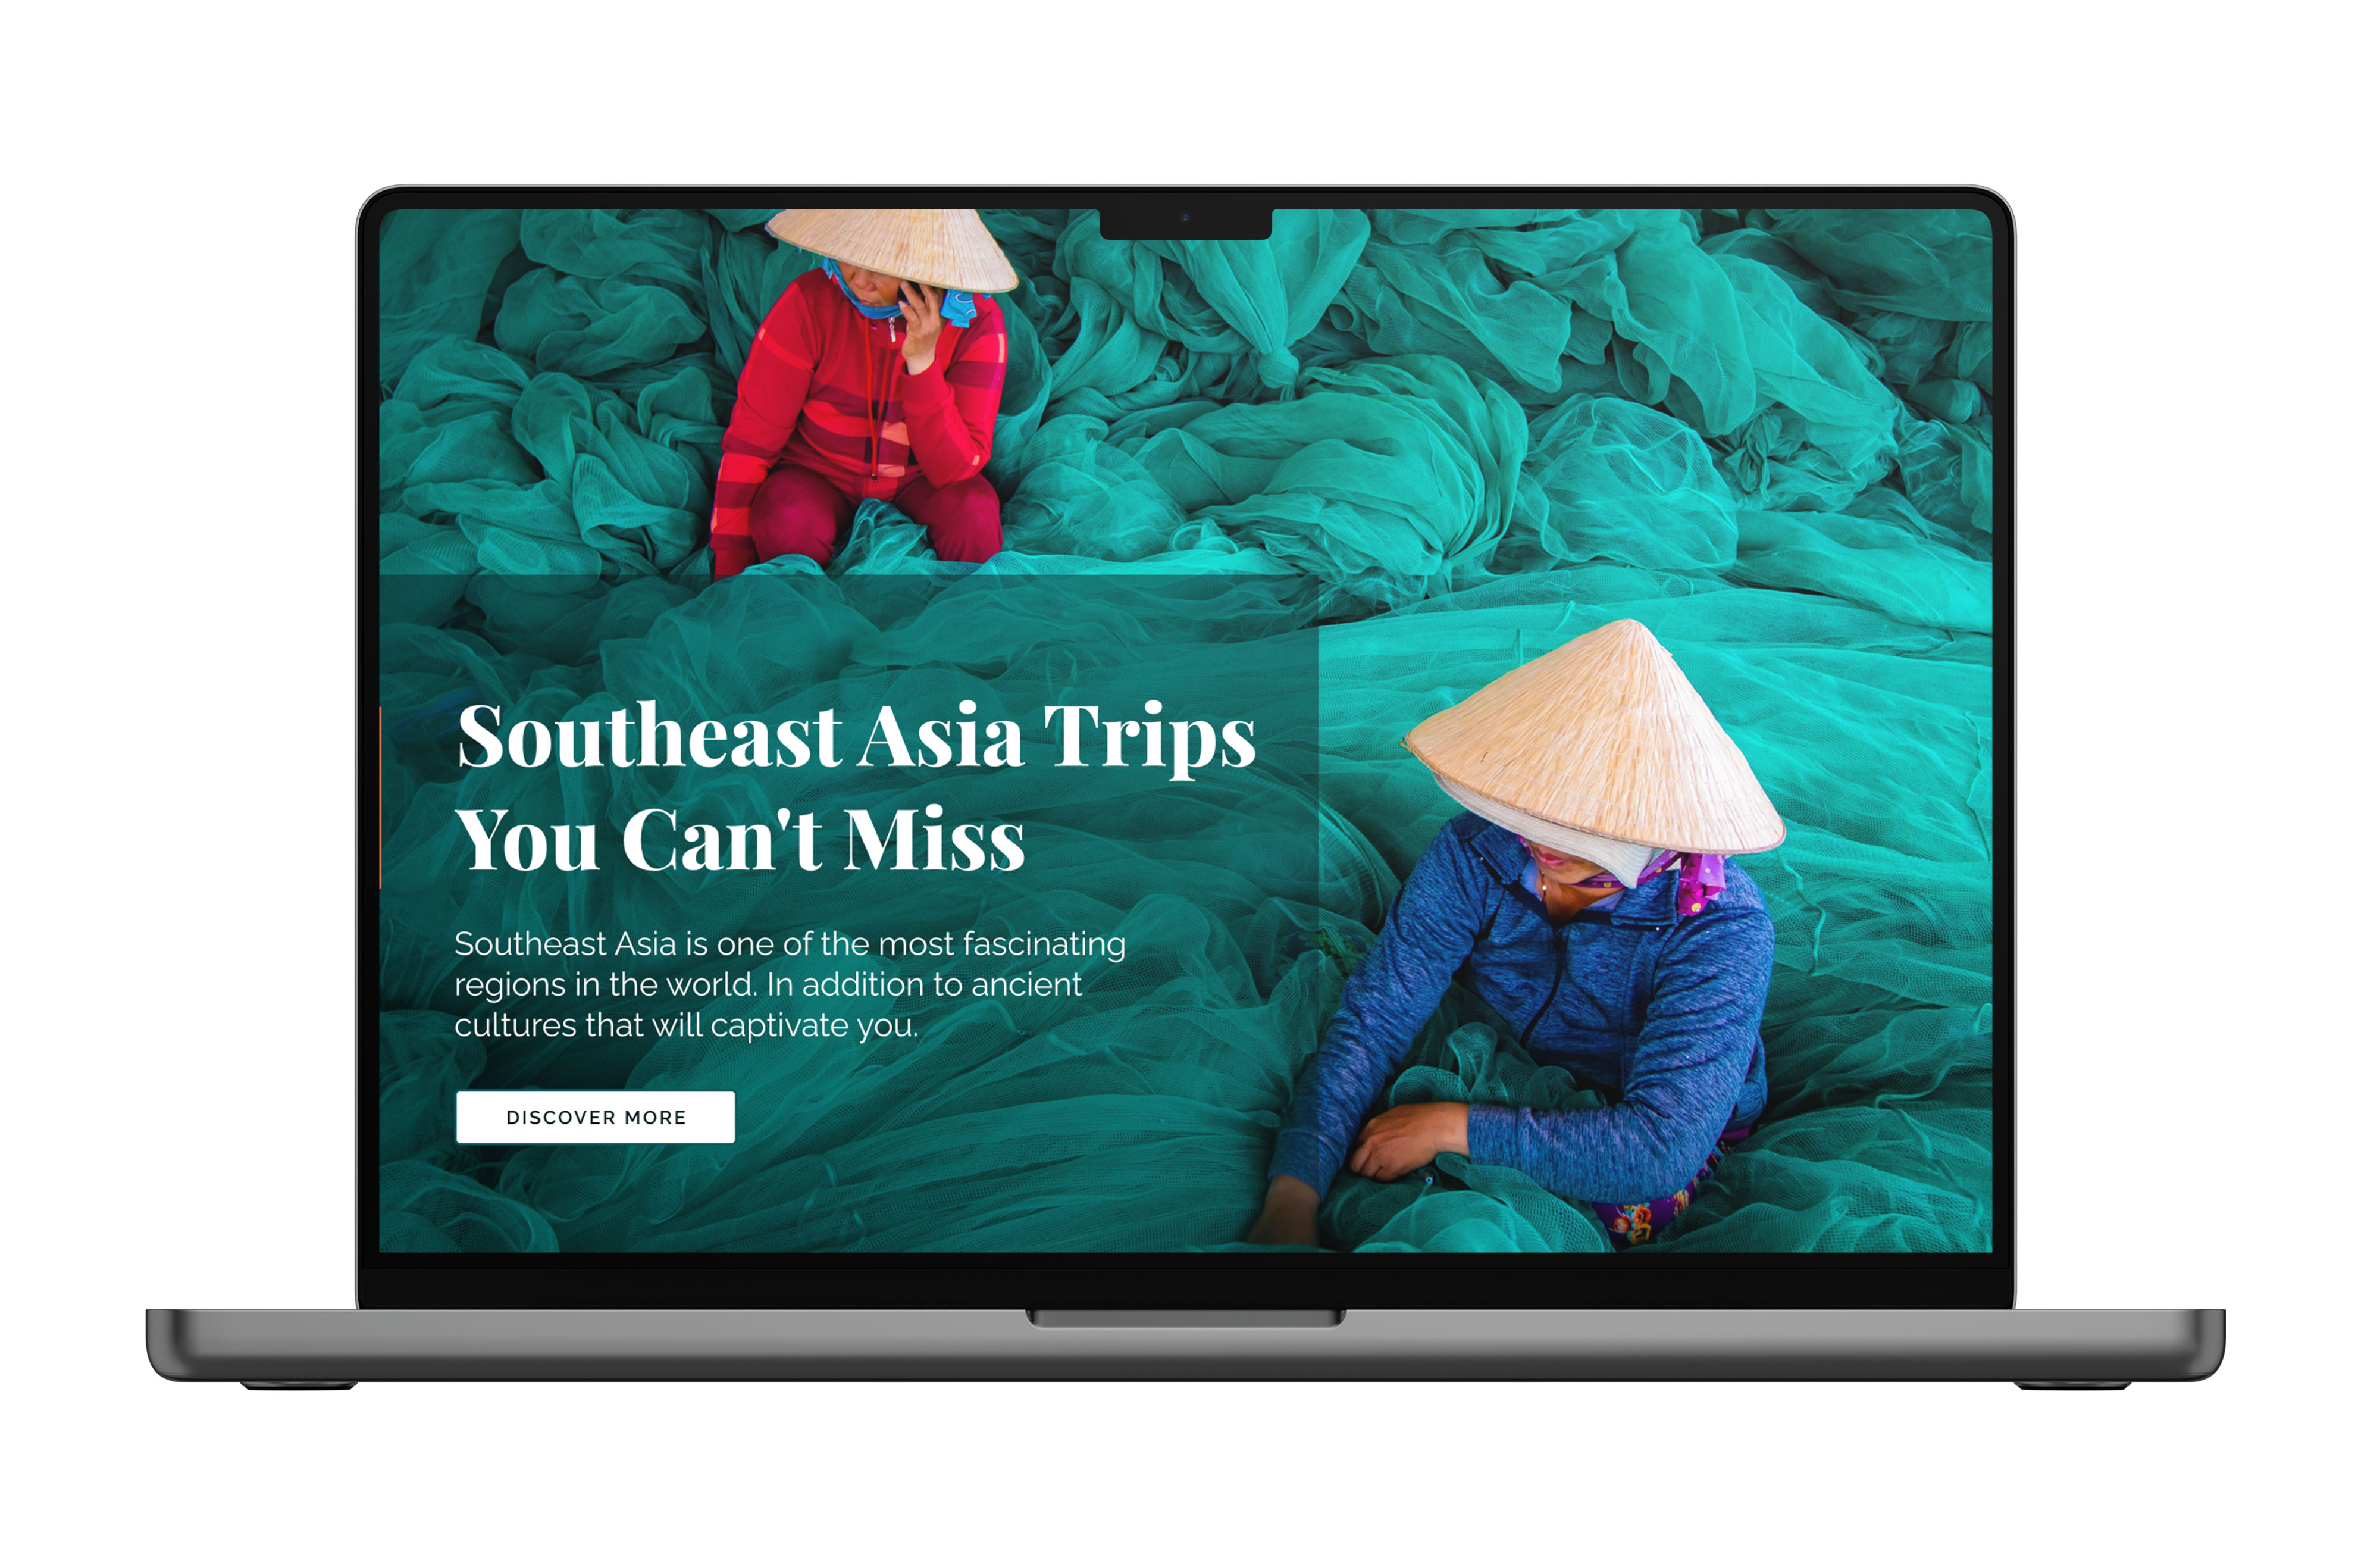 Southeast Asia Trips
You Can't Miss
Southeast Asia is one of the most fascinating
regions in the world. In addition to ancient
cultures that will captivate you.
DISCOVER MORE